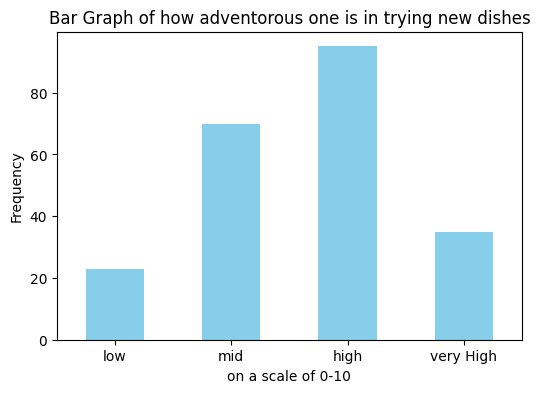 Bar Graph of how adventorous one is in trying new dishes
Frequency
80
60
40
20
0
low mid high very High
on a scale of 0-10